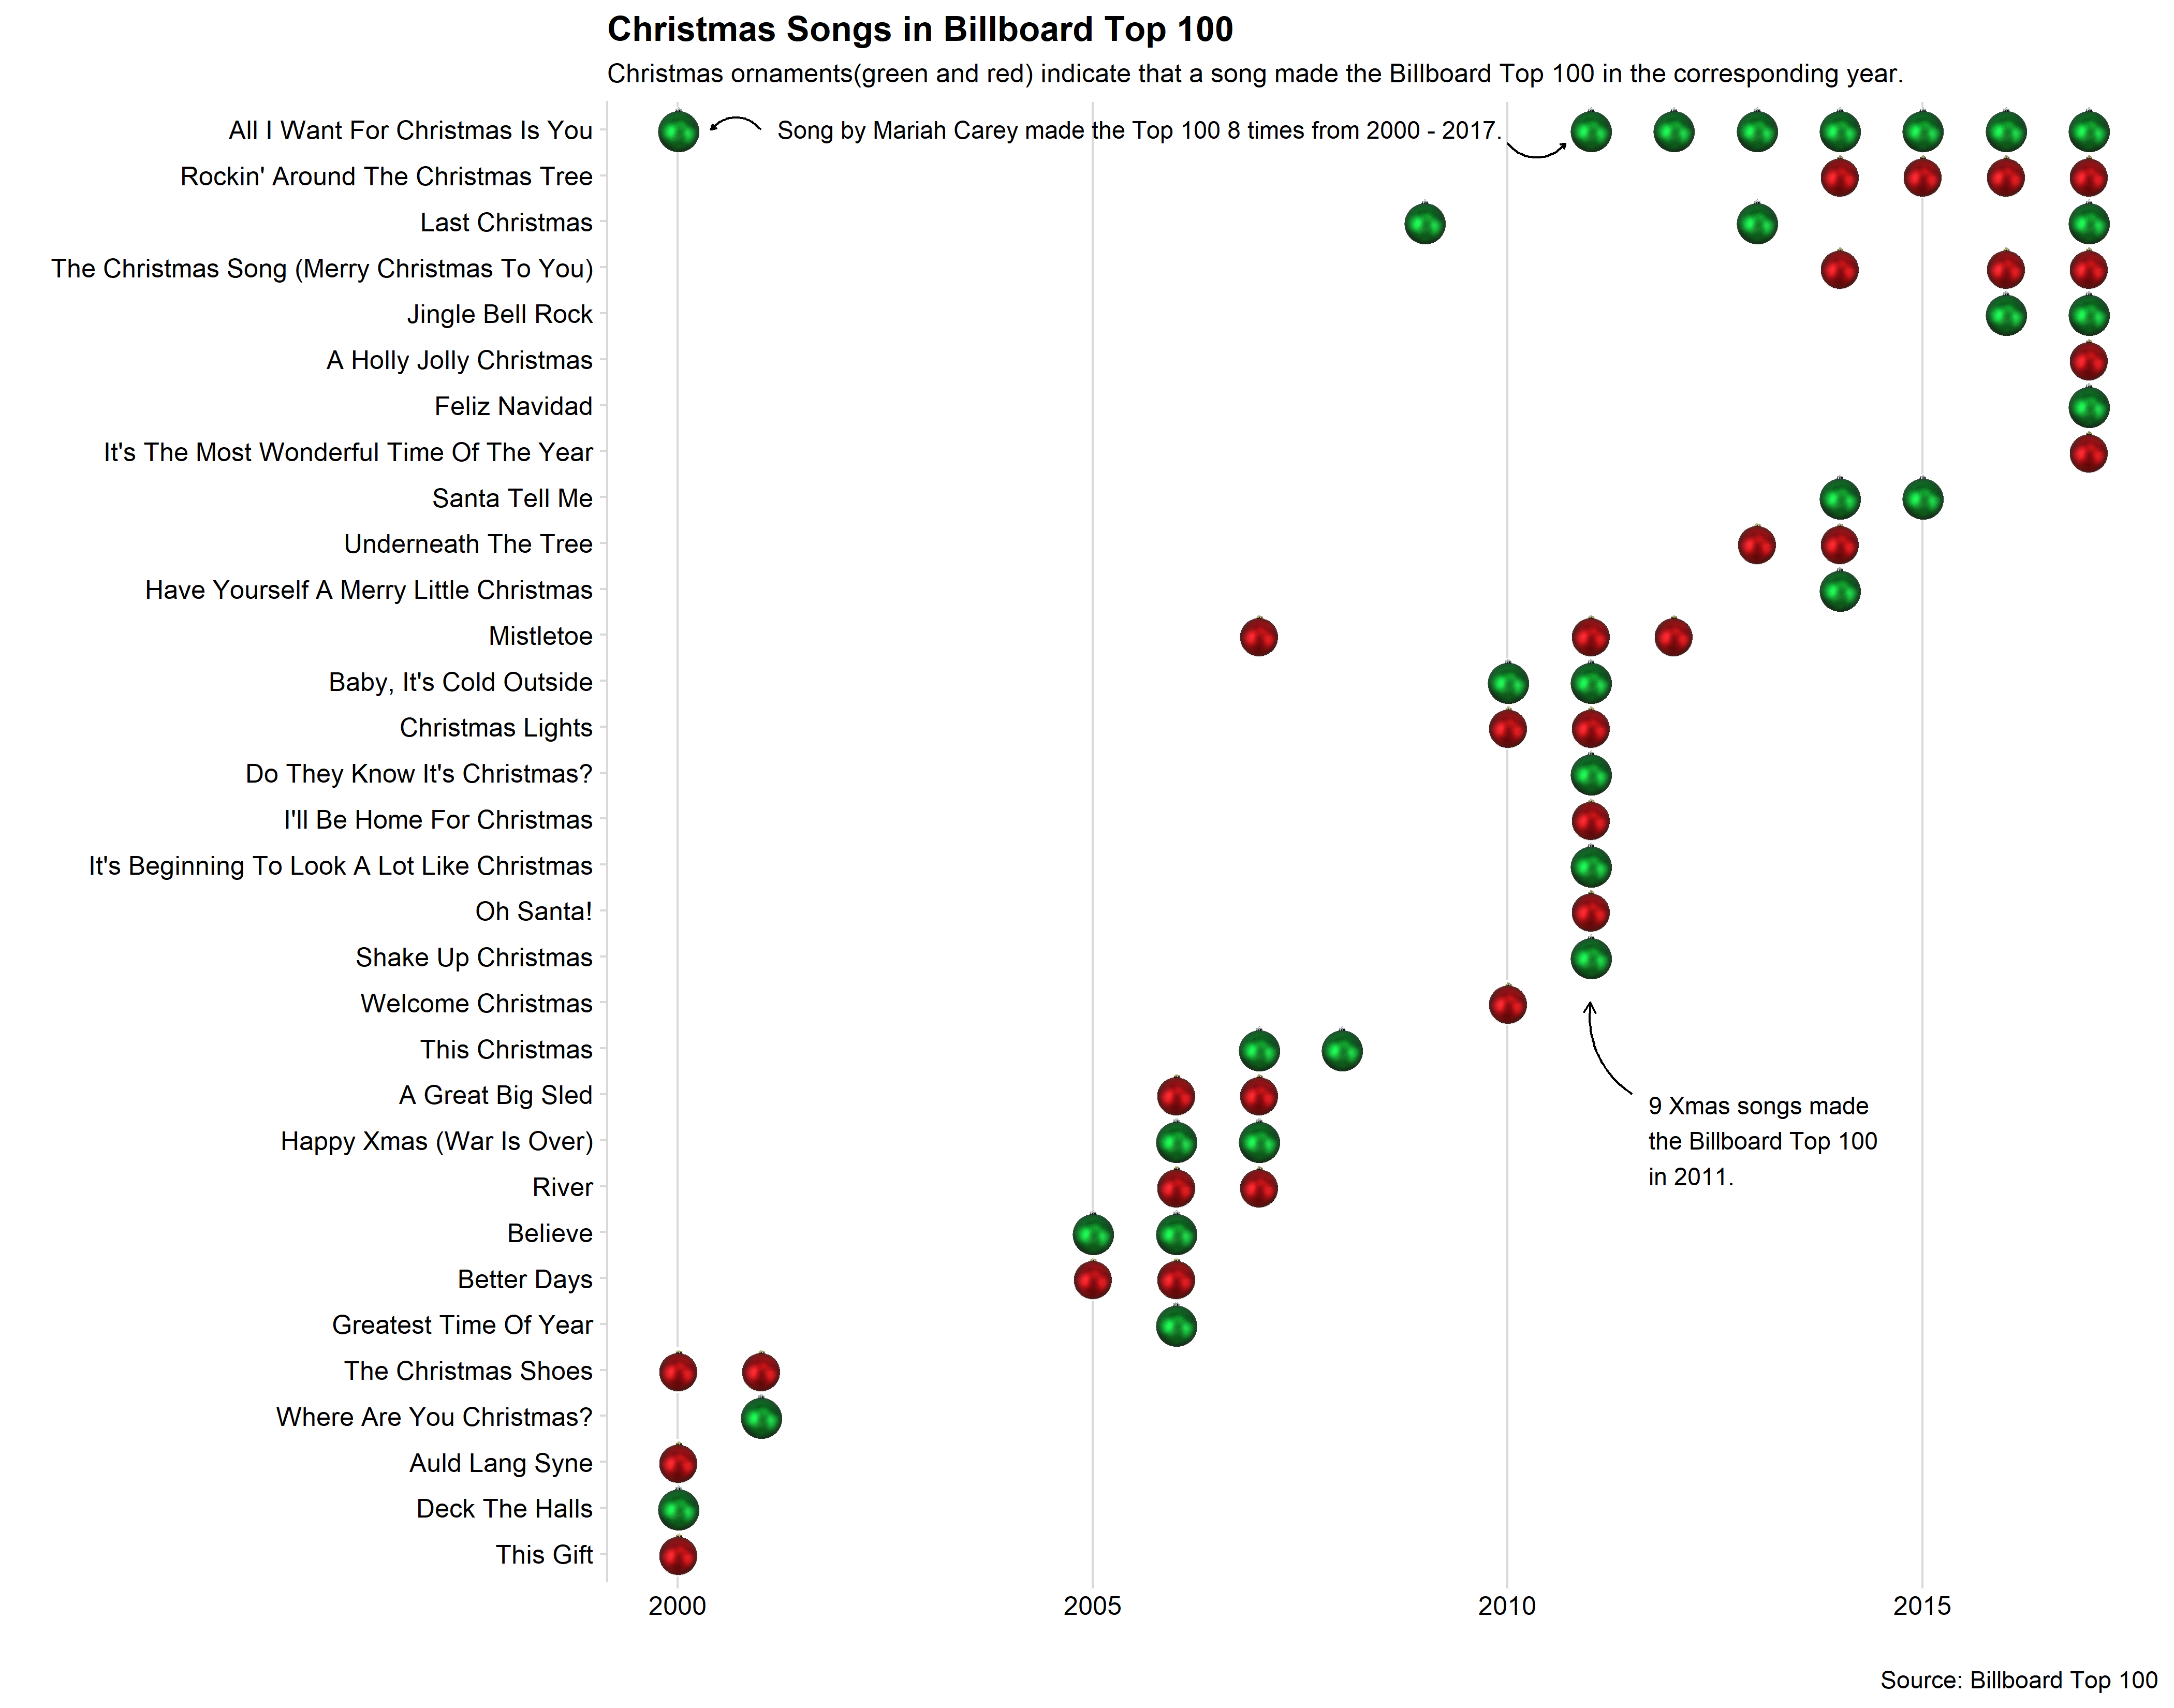 Christmas Songs in Billboard Top 100
Christmas ornaments(green and red) indicate that a song made the Billboard Top 100 in the corresponding year.
All I Want For Christmas Is You
Song by Mariah Carey made the Top 100 8 times from 2000 - 2017.
Rockin' Around The Christmas Tree
Last Christmas
The Christmas Song (Merry Christmas To You)
Jingle Bell Rock
A Holly Jolly Christmas
Feliz Navidad
It's The Most Wonderful Time Of The Year
Santa Tell Me
Underneath The Tree
Have Yourself A Merry Little Christmas
Mistletoe
Baby, It's Cold Outside
Christmas Lights
Do They Know It's Christmas?
I'll Be Home For Christmas
It's Beginning To Look A Lot Like Christmas
Oh Santa!
Shake Up Christmas
Welcome Christmas
This Christmas
A Great Big Sled
Happy Xmas (War Is Over)
River
Believe
Better Days
Greatest Time Of Year
The Christmas Shoes
Where Are You Christmas?
Auld Lang Syne
Deck The Halls
This Gift
9 Xmas songs made
the Billboard Top 100
in 2011.
2000
2005
2010
2015
Source: Billboard Top 100